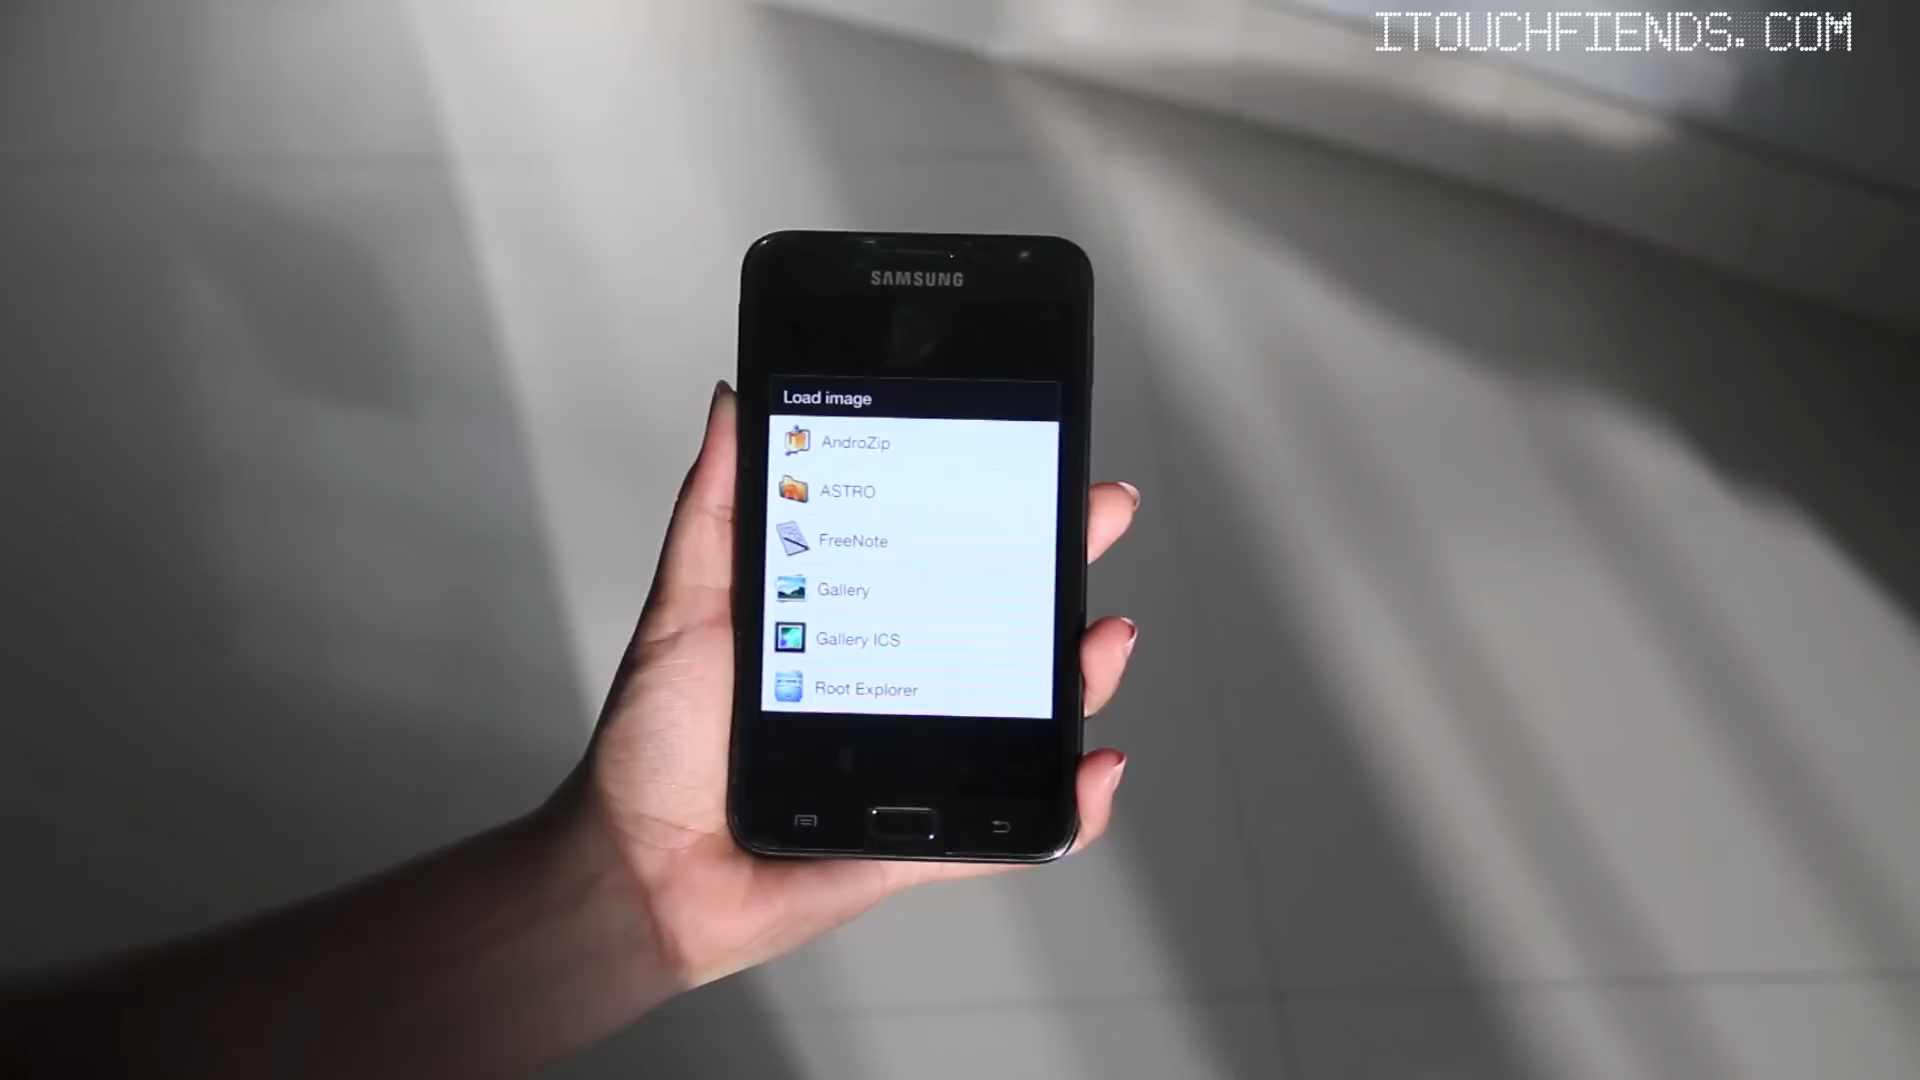 ITOUCHFIENDS.COM
SAMSUNG
Load image
AndroZip
ASTRO
FreeNote
Gallery
Gallery ICS
Root Explorer